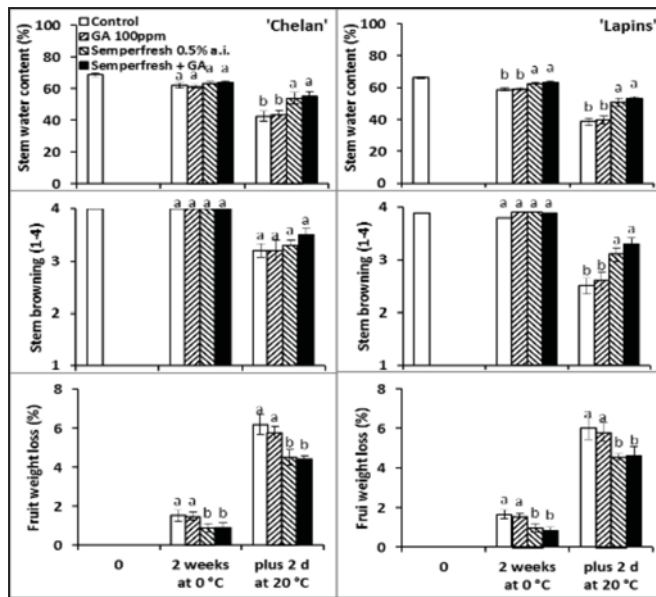 Control
GA 100ppm
Semperfresh 0.5% a.i.
Semperfresh + GA
'Chelan'
Stem water content (%)
100
80
60
40
20
0
a a a a
b b a a
'Lapins'
Stem water content (%)
100
80
60
40
20
0
b b a a
b b a a
Stem browning (1-4)
4
3
2
1
a a a a
a a a a
Stem browning (1-4)
4
3
2
1
a a a a
b b a a
Fruit weight loss (%)
8
6
4
2
0
a a b b
a a b b
0
2 weeks
at 0 °C
plus 2 d
at 20 °C
Frui weight loss (%)
8
6
4
2
0
a a b b
a a b b
0
2 weeks
at 0 °C
plus 2 d
at 20 °C